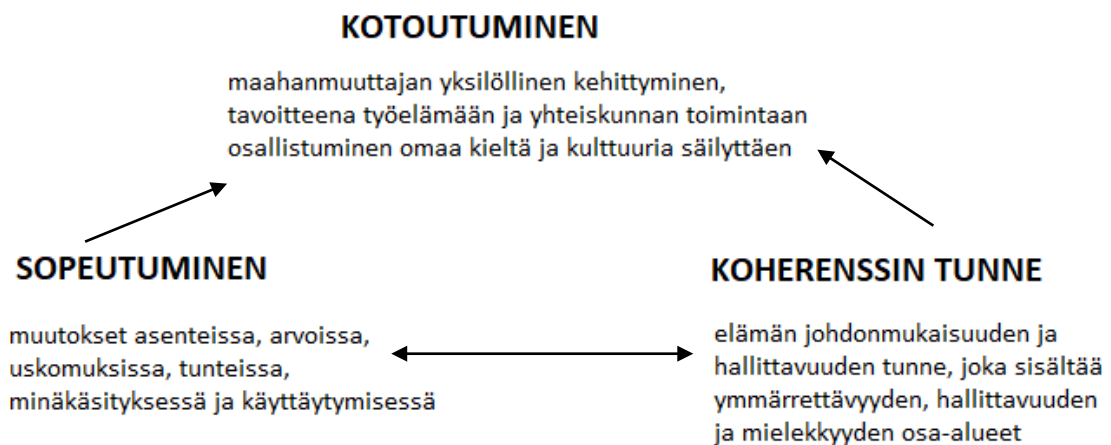 KOTOUTUMINEN
maahanmuuttajan yksilöllinen kehittyminen,
tavoitteena työelämään ja yhteiskunnan toimintaan
osallistuminen omaa kieltä ja kulttuuria säilyttäen
SOPEUTUMINEN
muutokset asenteissa, arvoissa,
uskomuksissa, tunteissa,
minäkäsityksessä ja käyttäytymisessä
KOHERENSSIN TUNNE
elämän johdonmukaisuuden ja
hallittavuuden tunne, joka sisältää
ymmärrettävyyden, hallittavuuden
ja mielekkyyden osa-alueet